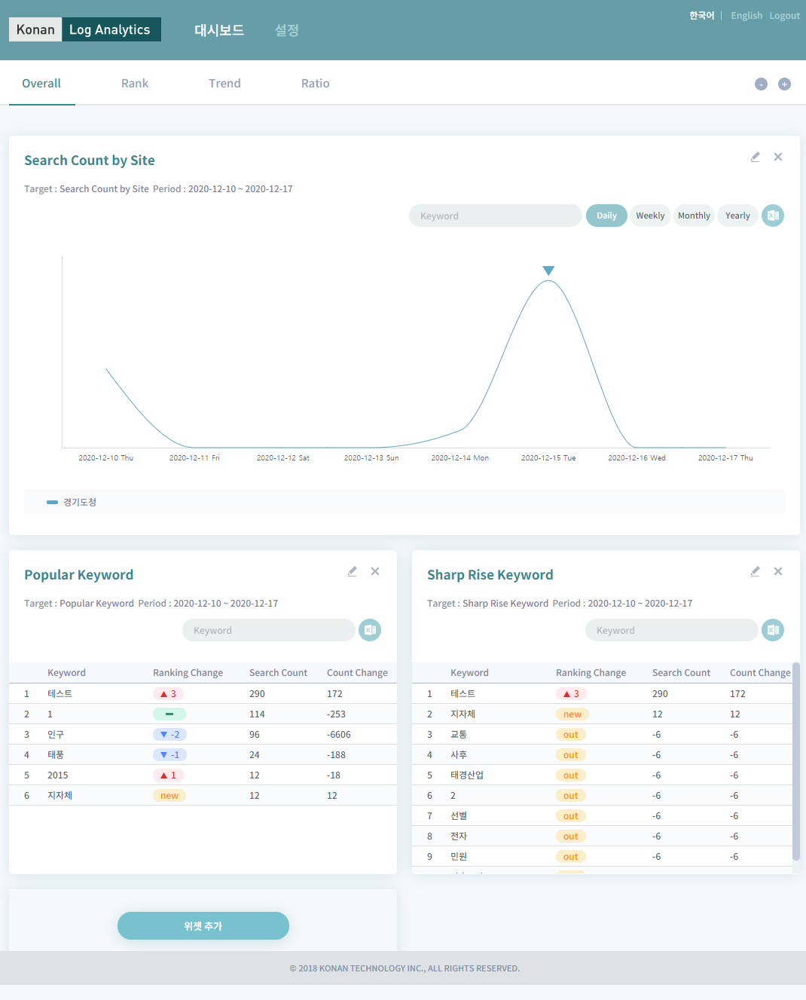 한국어 | English Logout
Konan Log Analytics 대시보드 설정
Overall Rank Trend Ratio - +
Search Count by Site
Target : Search Count by Site Period : 2020-12-10 ~ 2020-12-17
Keyword Daily Weekly Monthly Yearly
2020-12-10 Thu 2020-12-11 Fri 2020-12-12 Sat 2020-12-13 Sun 2020-12-14 Mon 2020-12-15 Tue 2020-12-16 Wed 2020-12-17 Thu
경기도청
Popular Keyword
Target : Popular Keyword Period : 2020-12-10 ~ 2020-12-17
Keyword
Keyword Ranking Change Search Count Count Change
1 테스트 ▲ 3 290 172
2 1 ━ 114 -253
3 인구 ▼ -2 96 -6606
4 태풍 ▼ -1 24 -188
5 2015 ▲ 1 12 -18
6 지자체 new 12 12
Sharp Rise Keyword
Target : Sharp Rise Keyword Period : 2020-12-10 ~ 2020-12-17
Keyword
Keyword Ranking Change Search Count Count Change
1 테스트 ▲ 3 290 172
2 지자체 new 12 12
3 교통 out -6 -6
4 사후 out -6 -6
5 태경산업 out -6 -6
6 2 out -6 -6
7 선별 out -6 -6
8 전자 out -6 -6
9 민원 out -6 -6
위젯 추가
© 2018 KONAN TECHNOLOGY INC., ALL RIGHTS RESERVED.